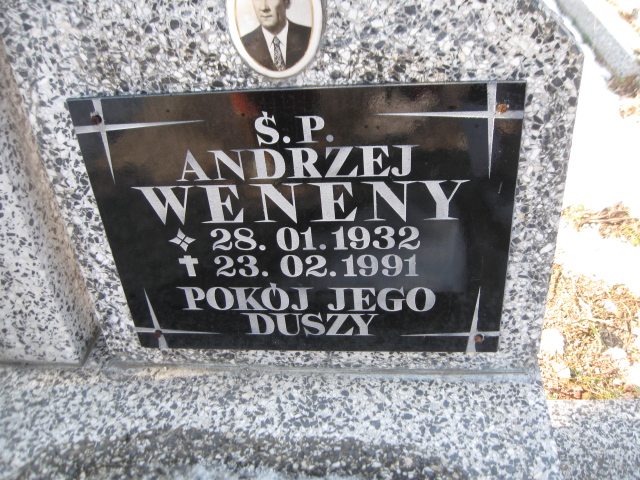 Ś. P.
ANDRZEJ
WENENY
28. 01. 1932
✝ 23. 02. 1991
POKÓJ JEGO
DUSZY